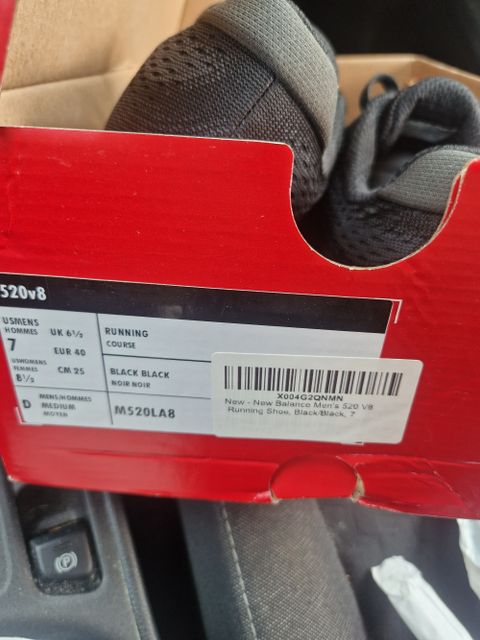 520v8
USMENS
HOMMES
7
USWOMENS
FEMMES
8½
UK 6½
EUR 40
CM 25
RUNNING
COURSE
BLACK BLACK
NOIR NOIR
D
MENS/HOMMES
MEDIUM
MOYEN
M520LA8
X004G2QNMN
New - New Balance Men's 520 V8
Running Shoe, Black/Black, 7
P